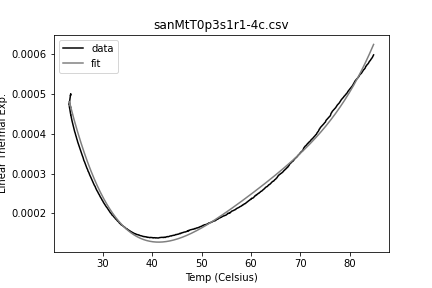 sanMtT0p3s1r1-4c.csv
data
fit
0.0006
0.0005
0.0004
0.0003
0.0002
Linear Thermal Exp.
30
40
50
60
70
80
Temp (Celsius)